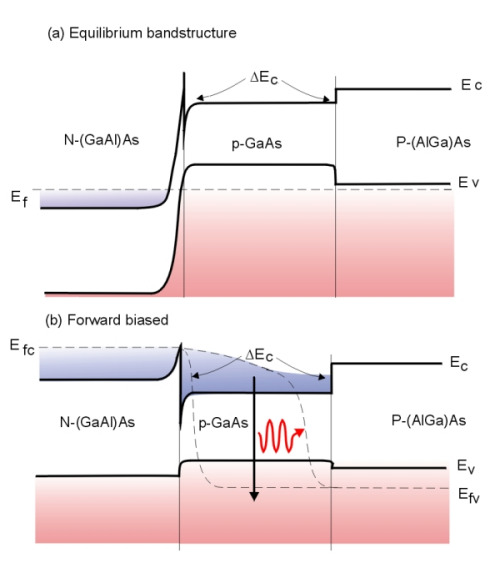 (a) Equilibrium bandstructure
ΔEc
Ec
N-(GaAl)As
p-GaAs
P-(AlGa)As
Ef
Ev
(b) Forward biased
Efc
ΔEc
Ec
N-(GaAl)As
p-GaAs
P-(AlGa)As
Ev
Efv